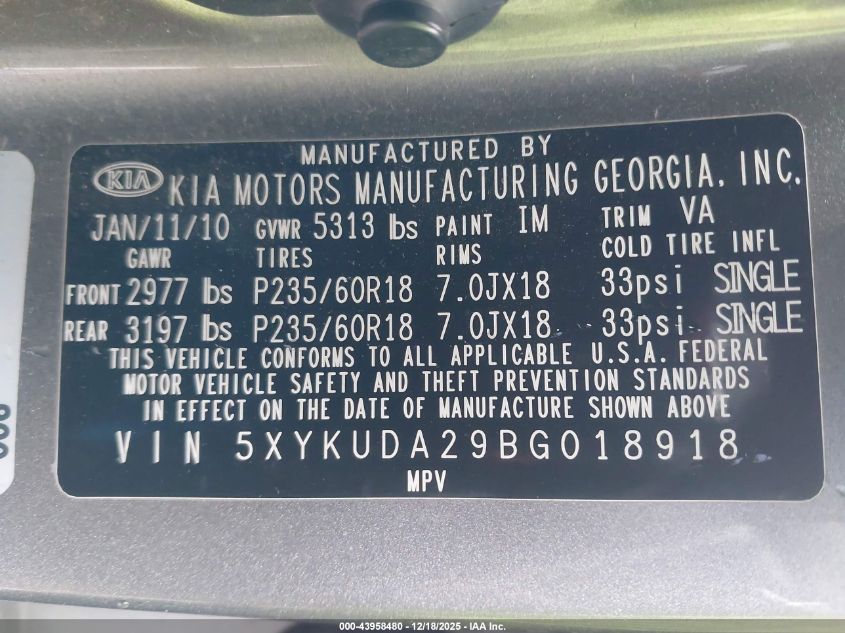 MANUFACTURED BY
KIA KIA MOTORS MANUFACTURING GEORGIA, INC.
JAN/11/10 GVWR 5313 lbs PAINT IM TRIM VA
GAWR TIRES RIMS COLD TIRE INFL
FRONT 2977 lbs P235/60R18 7.0JX18 33psi SINGLE
REAR 3197 lbs P235/60R18 7.0JX18 33psi SINGLE
THIS VEHICLE CONFORMS TO ALL APPLICABLE U.S.A. FEDERAL
MOTOR VEHICLE SAFETY AND THEFT PREVENTION STANDARDS
IN EFFECT ON THE DATE OF MANUFACTURE SHOWN ABOVE
VIN 5XYKUDA29BG018918
MPV
000-43958480 - 12/18/2025 - IAA Inc.